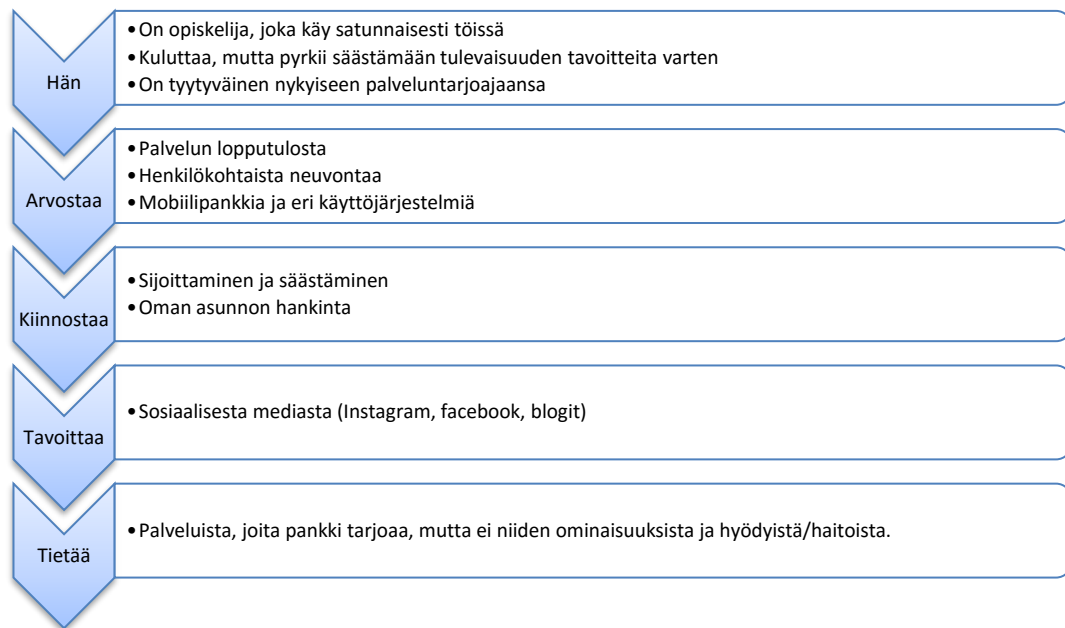 Hän
•On opiskelija, joka käy satunnaisesti töissä
•Kuluttaa, mutta pyrkii säästämään tulevaisuuden tavoitteita varten
•On tyytyväinen nykyiseen palveluntarjoajaansa
Arvostaa
•Palvelun lopputulosta
•Henkilökohtaista neuvontaa
•Mobiilipankkia ja eri käyttöjärjestelmiä
Kiinnostaa
•Sijoittaminen ja säästäminen
•Oman asunnon hankinta
Tavoittaa
•Sosiaalisesta mediasta (Instagram, facebook, blogit)
Tietää
•Palveluista, joita pankki tarjoaa, mutta ei niiden ominaisuuksista ja hyödyistä/haitoista.